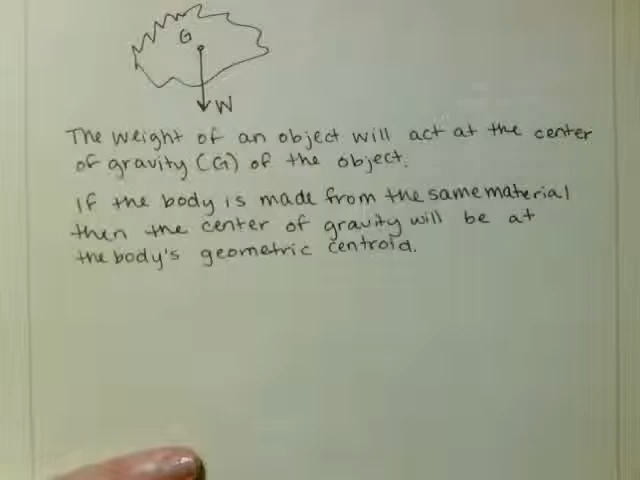 G
W
The weight of an object will act at the center
of gravity (G) of the object.
If the body is made from the same material
then the center of gravity will be at
the body's geometric centroid.